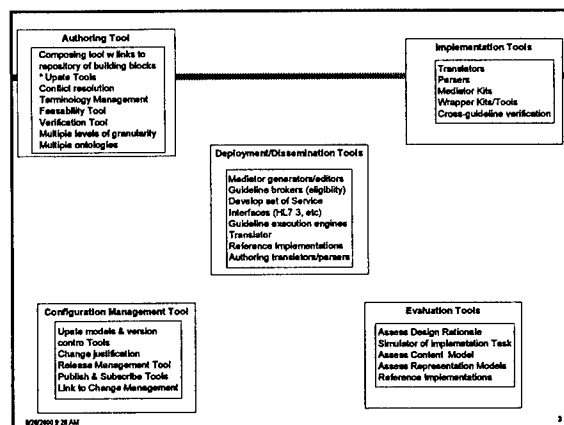 Authoring Tool
Composing tool w links to
repository of building blocks
* Upate Tools
Conflict resolution
Terminology Management
Feasability Tool
Verification Tool
Multiple levels of granularity
Multiple ontologies
Implementation Tools
Translators
Parsers
Mediator Kits
Wrapper Kits/Tools
Cross-guideline verification
Deployment/Dissemination Tools
Mediator generators/editors
Guideline brokers (eligiblity)
Develop set of Service
Interfaces (HL7 3, etc)
Guideline execution engines
Translator
Reference Implementations
Authoring translators/parsers
Configuration Management Tool
Upate models & version
contro Tools
Change justification
Release Management Tool
Publish & Subscribe Tools
Link to Change Management
Evaluation Tools
Assess Design Rationale
Simulator of Implemetation Task
Assess Content Model
Assess Representation Models
Reference Implementations
9:28 AM
3